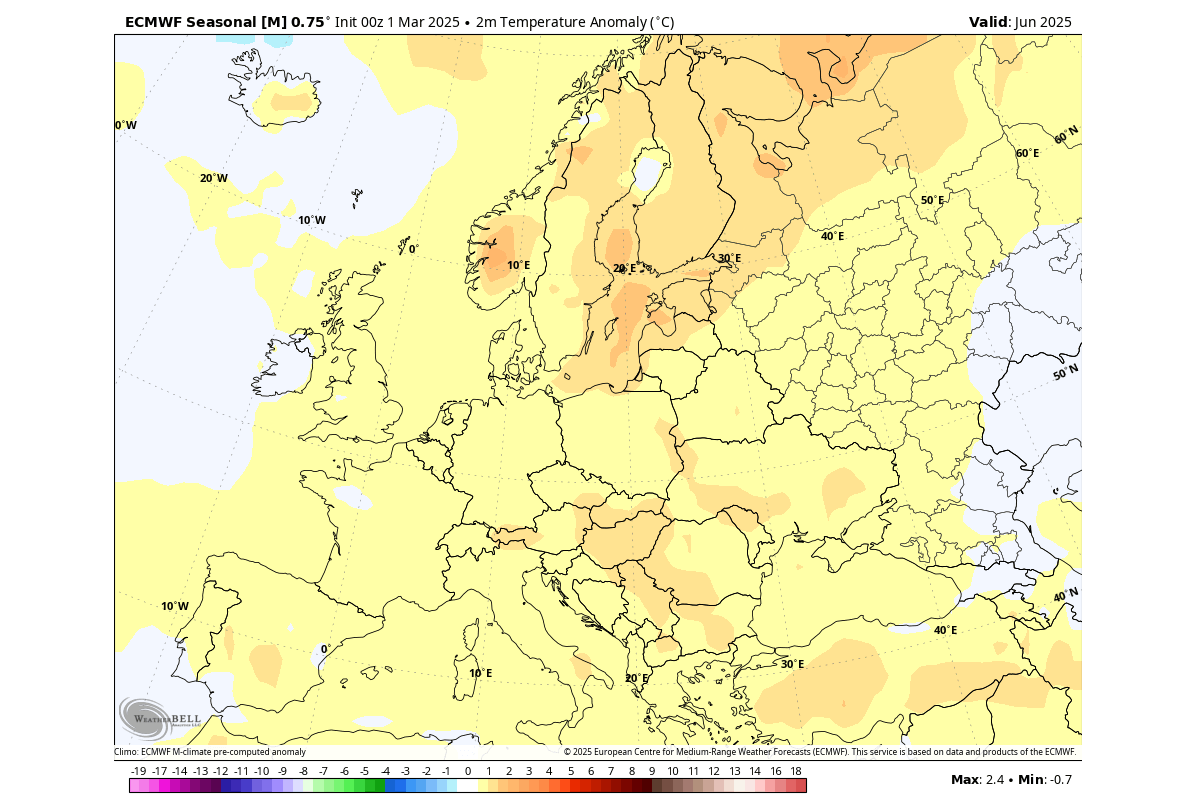 ECMWF Seasonal [M] 0.75° Init 00z 1 Mar 2025 • 2m Temperature Anomaly (°C)
Valid: Jun 2025
0°W
60°N
60°E
20°W
50°E
10°W
40°E
0°
10°E
20°E
30°E
50°N
40°N
10°W
40°E
0°
30°E
10°E
20°E
WEATHERBELL
Analytics LLC
Climo: ECMWF M-climate pre-computed anomaly
© 2025 European Centre for Medium-Range Weather Forecasts (ECMWF). This service is based on data and products of the ECMWF.
-19 -17 -14 -13 -12 -11 -10 -9 -8 -7 -6 -5 -4 -3 -2 -1 0 1 2 3 4 5 6 7 8 9 10 11 12 13 14 16 18
Max: 2.4 • Min: -0.7